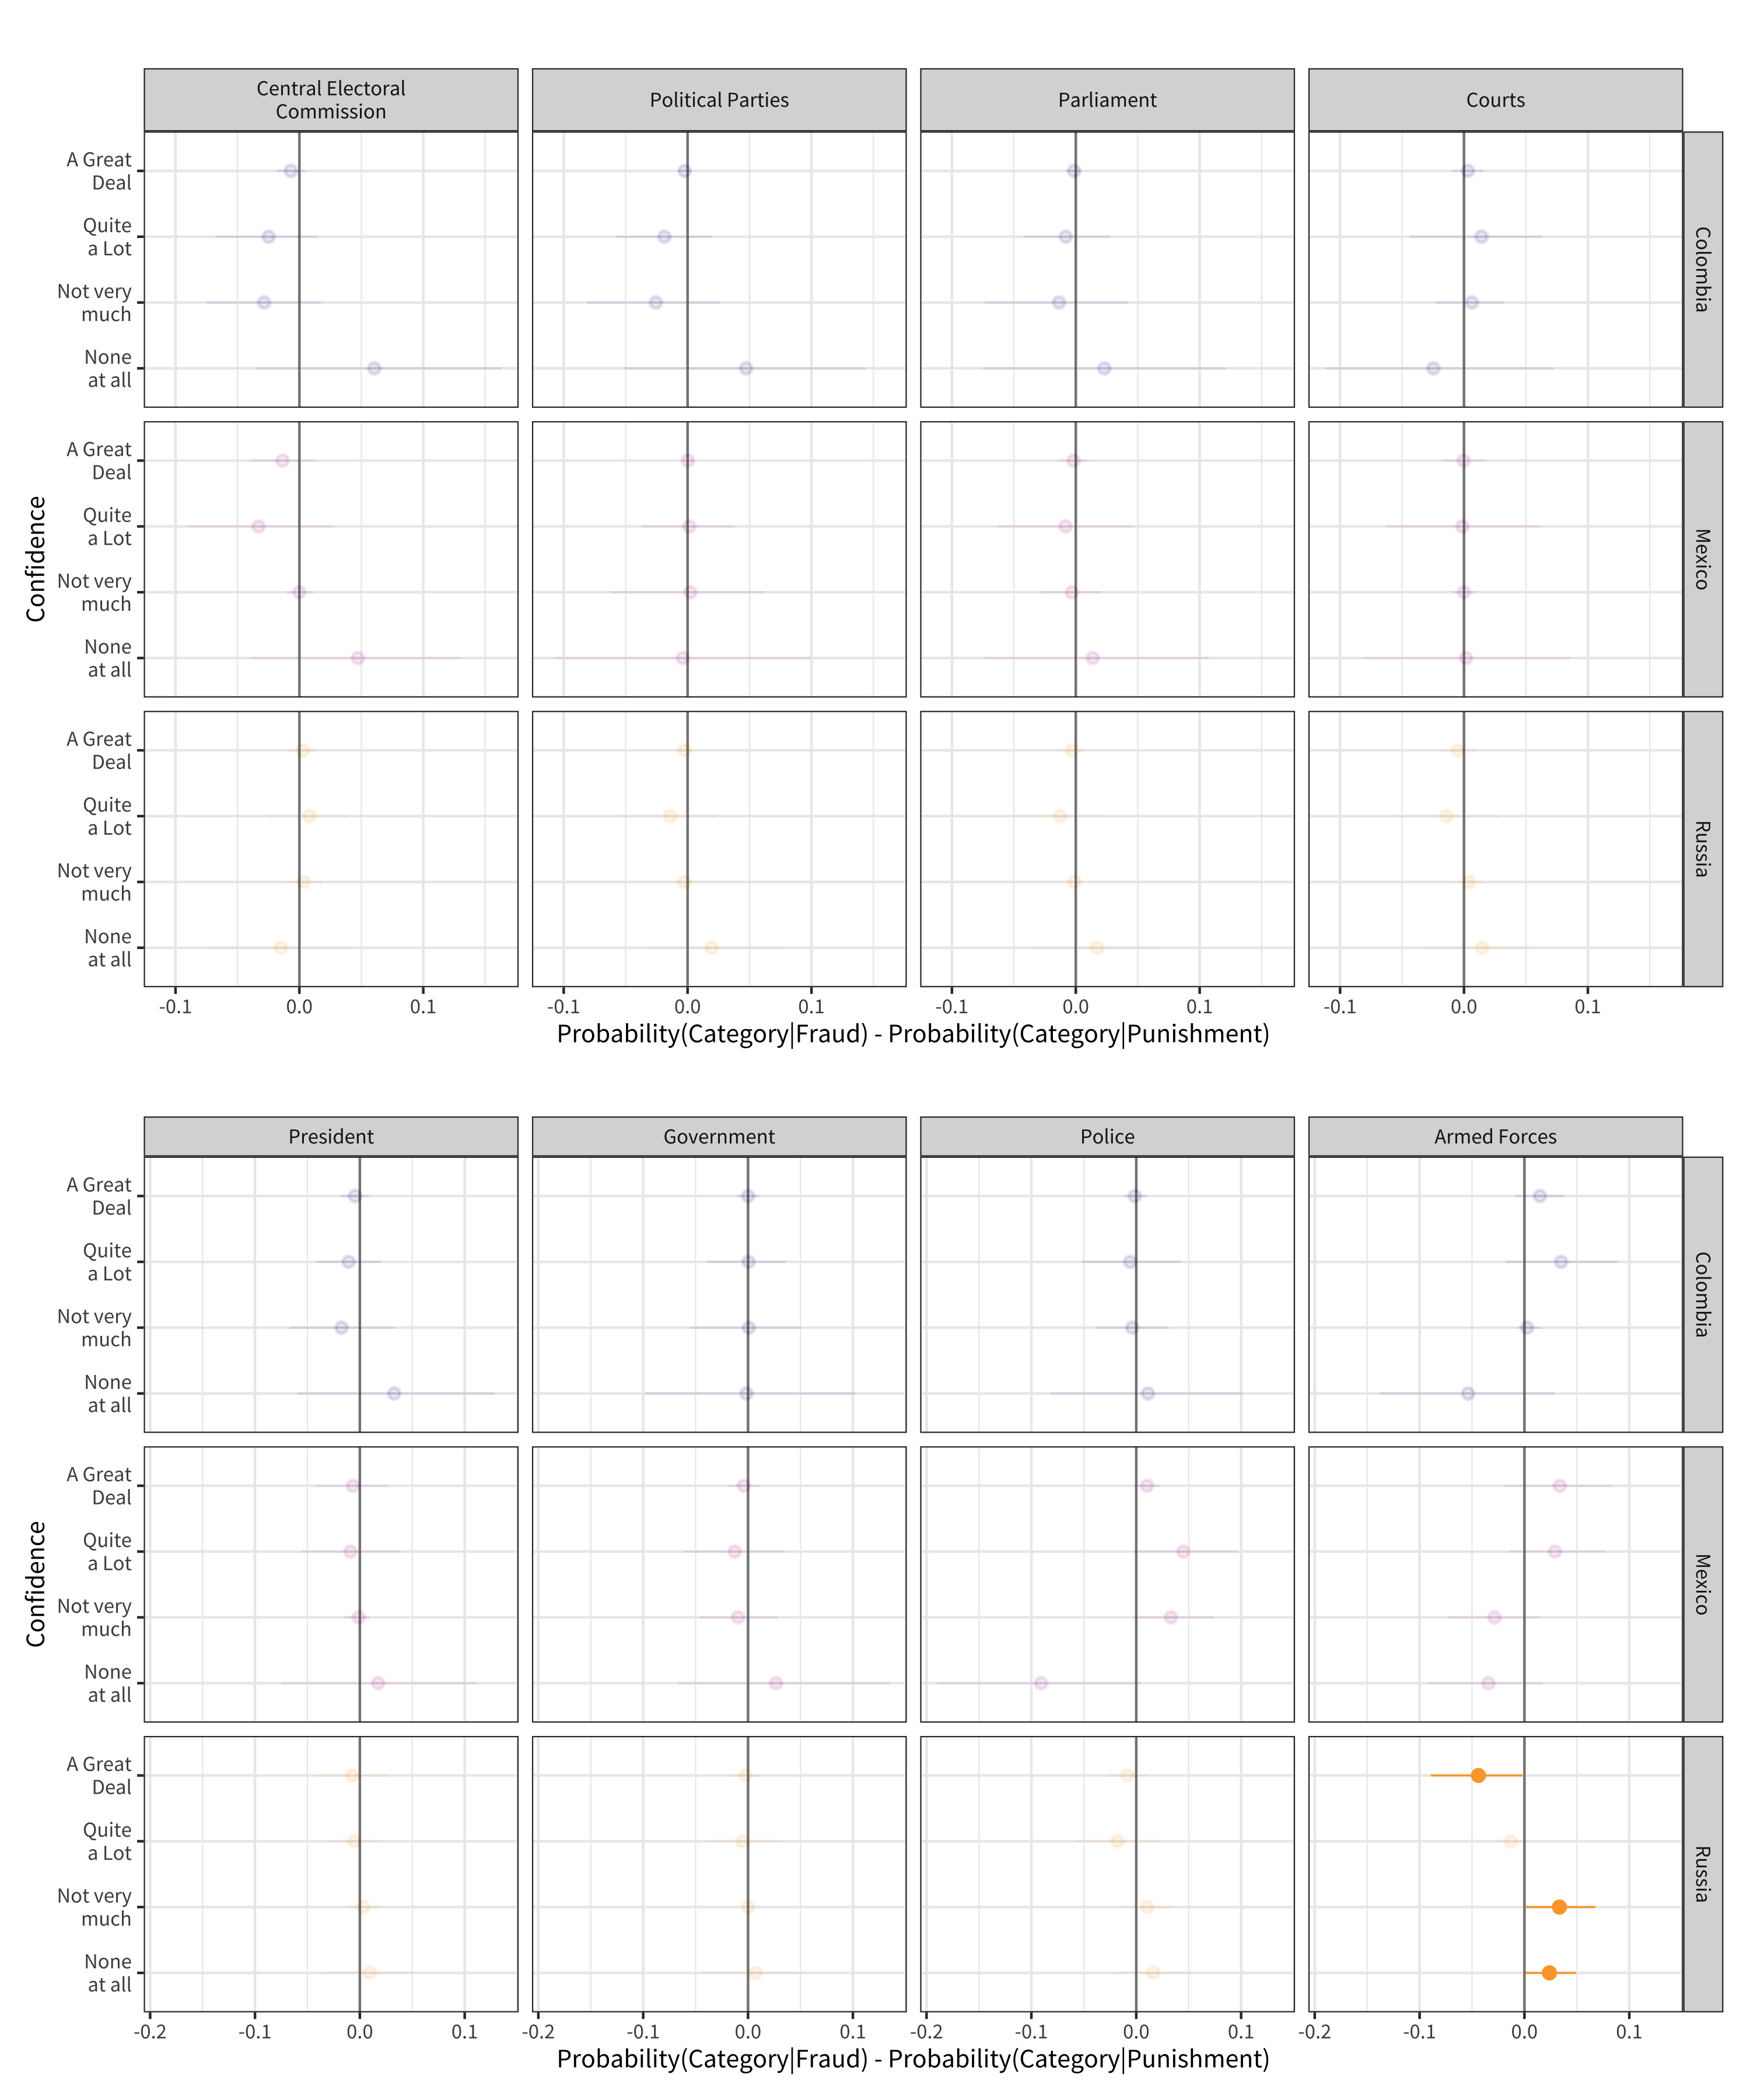 Central Electoral
Commission
Political Parties
Parliament
Courts
A Great
Deal
Quite
a Lot
Not very
much
None
at all
Colombia
A Great
Deal
Quite
a Lot
Not very
much
None
at all
Mexico
Confidence
A Great
Deal
Quite
a Lot
Not very
much
None
at all
Russia
-0.1 0.0 0.1 -0.1 0.0 0.1 -0.1 0.0 0.1 -0.1 0.0 0.1
Probability(Category|Fraud) - Probability(Category|Punishment)
President
Government
Police
Armed Forces
A Great
Deal
Quite
a Lot
Not very
much
None
at all
Colombia
A Great
Deal
Quite
a Lot
Not very
much
None
at all
Mexico
Confidence
A Great
Deal
Quite
a Lot
Not very
much
None
at all
Russia
-0.2 -0.1 0.0 0.1 -0.2 -0.1 0.0 0.1 -0.2 -0.1 0.0 0.1 -0.2 -0.1 0.0 0.1
Probability(Category|Fraud) - Probability(Category|Punishment)